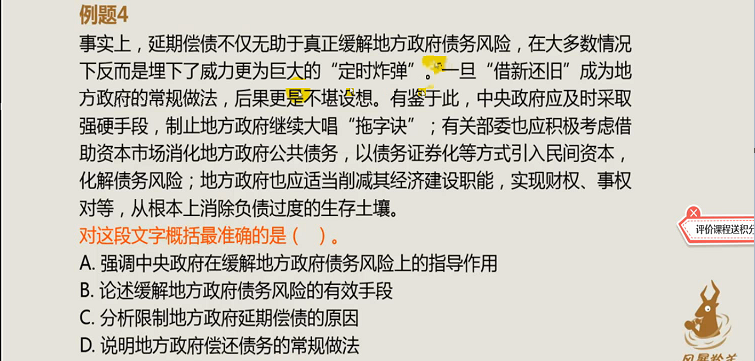 例题4
事实上，延期偿债不仅无助于真正缓解地方政府债务风险，在大多数情况
下反而是埋下了威力更为巨大的“定时炸弹”。一旦“借新还旧”成为地
方政府的常规做法，后果更是不堪设想。有鉴于此，中央政府应及时采取
强硬手段，制止地方政府继续大唱“拖字诀”；有关部委也应积极考虑借
助资本市场消化地方政府公共债务，以债务证券化等方式引入民间资本，
化解债务风险；地方政府也应适当削减其经济建设职能，实现财权、事权
对等，从根本上消除负债过度的生存土壤。
对这段文字概括最准确的是（　）。
A. 强调中央政府在缓解地方政府债务风险上的指导作用
B. 论述缓解地方政府债务风险的有效手段
C. 分析限制地方政府延期偿债的原因
D. 说明地方政府偿还债务的常规做法
评价课程送积分